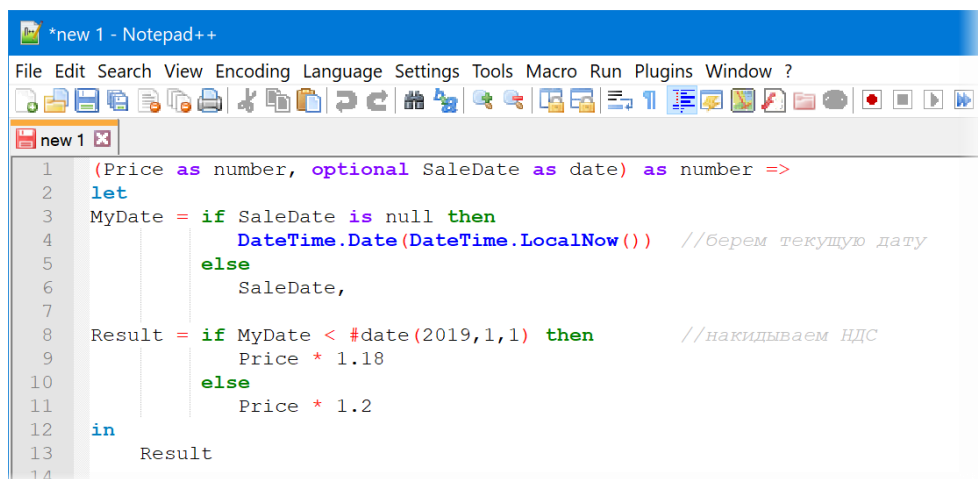 *new 1 - Notepad++
File Edit Search View Encoding Language Settings Tools Macro Run Plugins Window ?
new 1
1 (Price as number, optional SaleDate as date) as number =>
2 let
3 MyDate = if SaleDate is null then
4 DateTime.Date(DateTime.LocalNow()) //берем текущую дату
5 else
6 SaleDate,
7
8 Result = if MyDate < #date(2019,1,1) then //накидываем НДС
9 Price * 1.18
10 else
11 Price * 1.2
12 in
13 Result
14